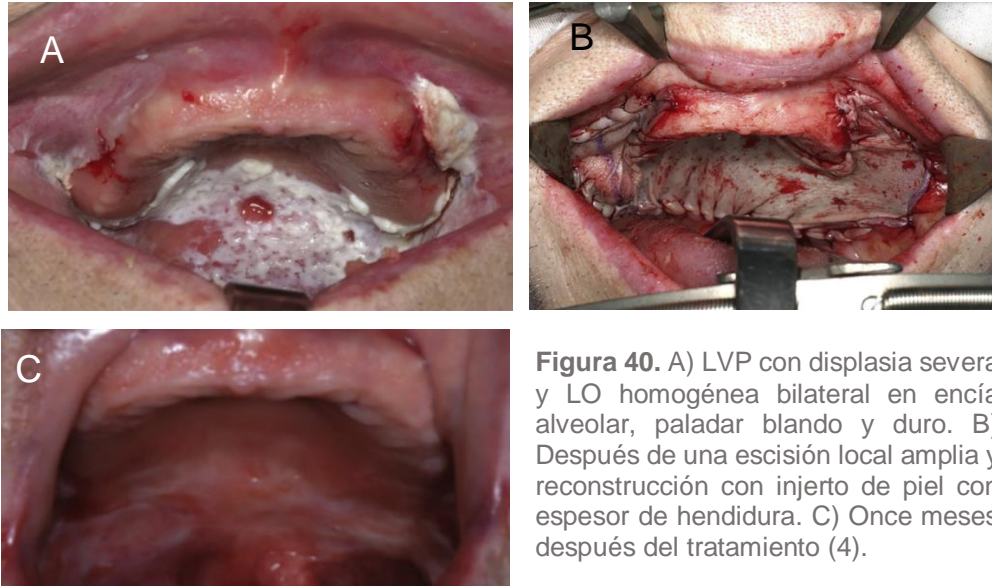 A
B
C
Figura 40. A) LVP con displasia severa
y LO homogénea bilateral en encía
alveolar, paladar blando y duro. B)
Después de una escisión local amplia y
reconstrucción con injerto de piel con
espesor de hendidura. C) Once meses
después del tratamiento (4).